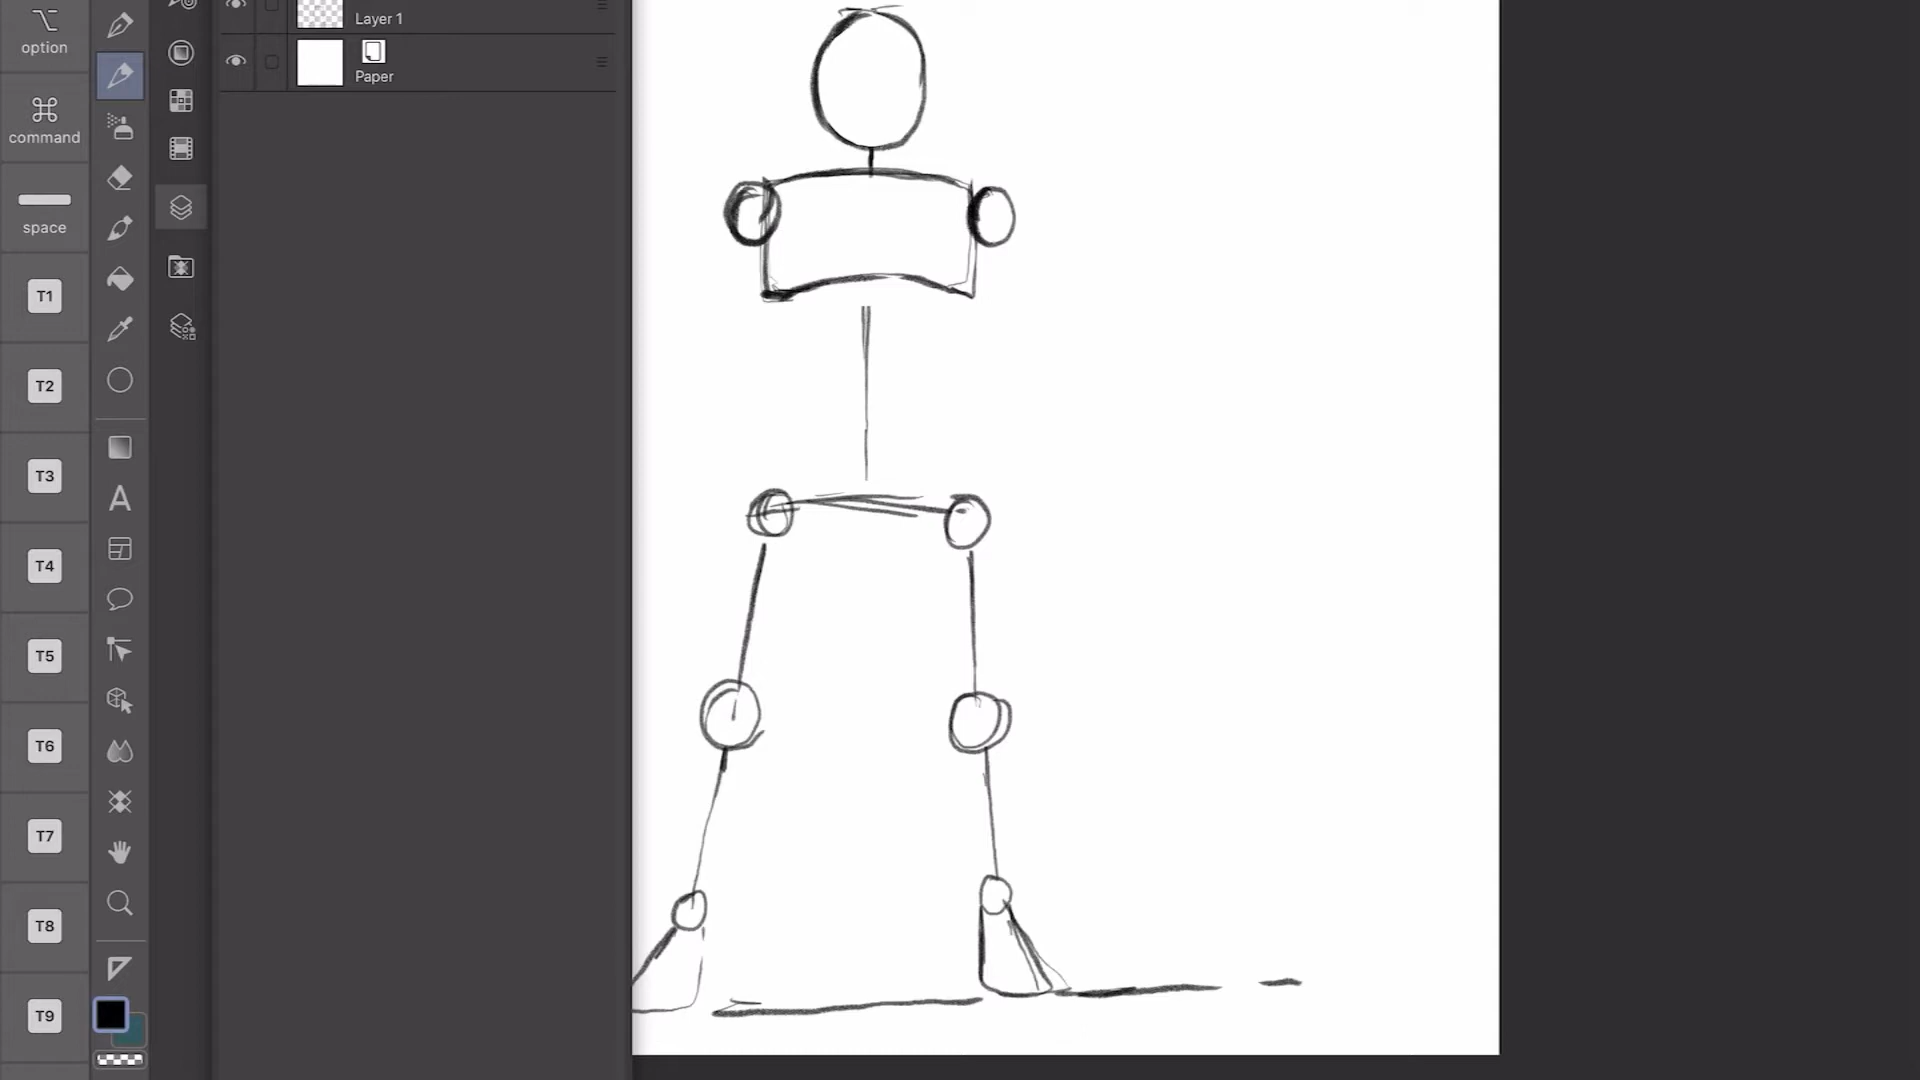 option
Layer 1
Paper
command
space
T1
T2
T3
A
T4
T5
T6
T7
T8
T9